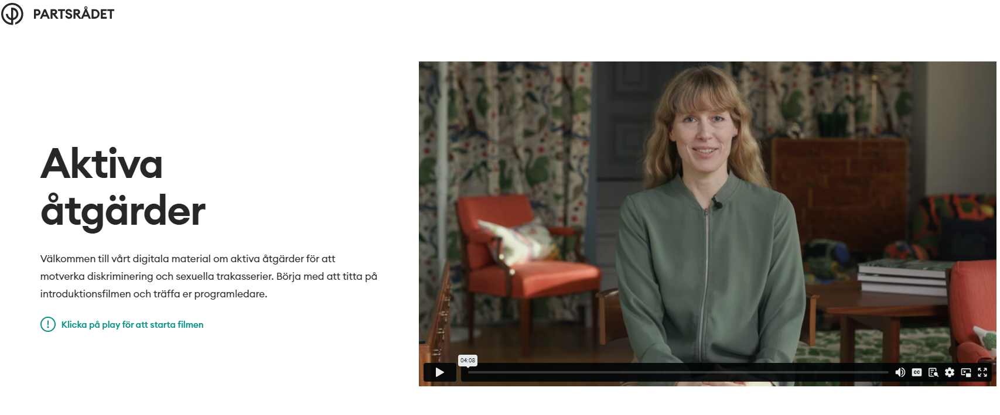 PARTSRÅDET
Aktiva
åtgärder
Välkommen till vårt digitala material om aktiva åtgärder för att
motverka diskriminering och sexuella trakasserier. Börja med att titta på
introduktionsfilmen och träffa er programledare.
! Klicka på play för att starta filmen
04:08
CC